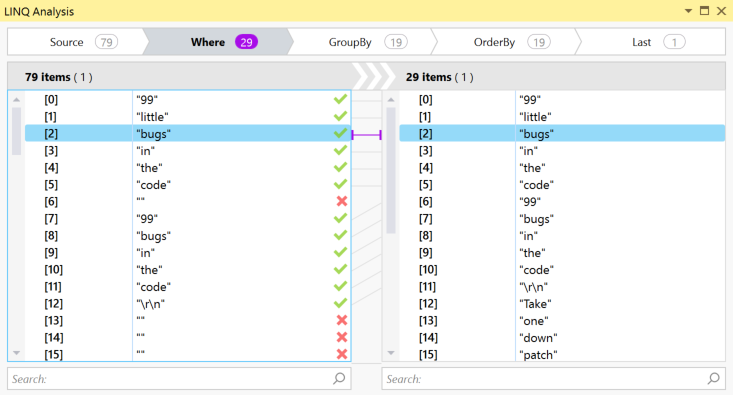 LINQ Analysis
Source 79 Where 29 GroupBy 19 OrderBy 19 Last 1
79 items ( 1 ) 29 items ( 1 )
[0] "99" [0] "99"
[1] "little" [1] "little"
[2] "bugs" [2] "bugs"
[3] "in" [3] "in"
[4] "the" [4] "the"
[5] "code" [5] "code"
[6] "" [6] "99"
[7] "99" [7] "bugs"
[8] "bugs" [8] "in"
[9] "in" [9] "the"
[10] "the" [10] "code"
[11] "code" [11] "\r\n"
[12] "\r\n" [12] "Take"
[13] "" [13] "one"
[14] "" [14] "down"
[15] "" [15] "patch"
Search: Search: